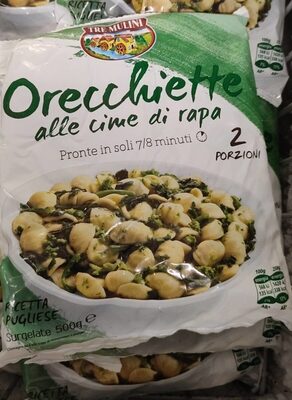 TRE MULINI
Orecchiette
alle cime di rapa
Pronte in soli 7/8 minuti
2
PORZIONI
RICETTA
PUGLIESE
Surgelate 500g e